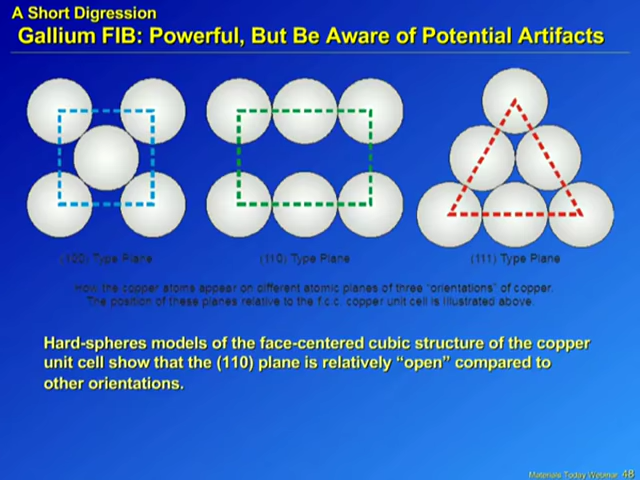 A Short Digression
Gallium FIB: Powerful, But Be Aware of Potential Artifacts
(120) Type Plane
(110) Type Plane
(111) Type Plane
How the copper atoms appear on different atomic planes of three "orientations" of copper.
The position of these planes relative to the f.c.c. copper unit cell is illustrated above.
Hard-spheres models of the face-centered cubic structure of the copper
unit cell show that the (110) plane is relatively "open" compared to
other orientations.
Materials Today Webinar 48